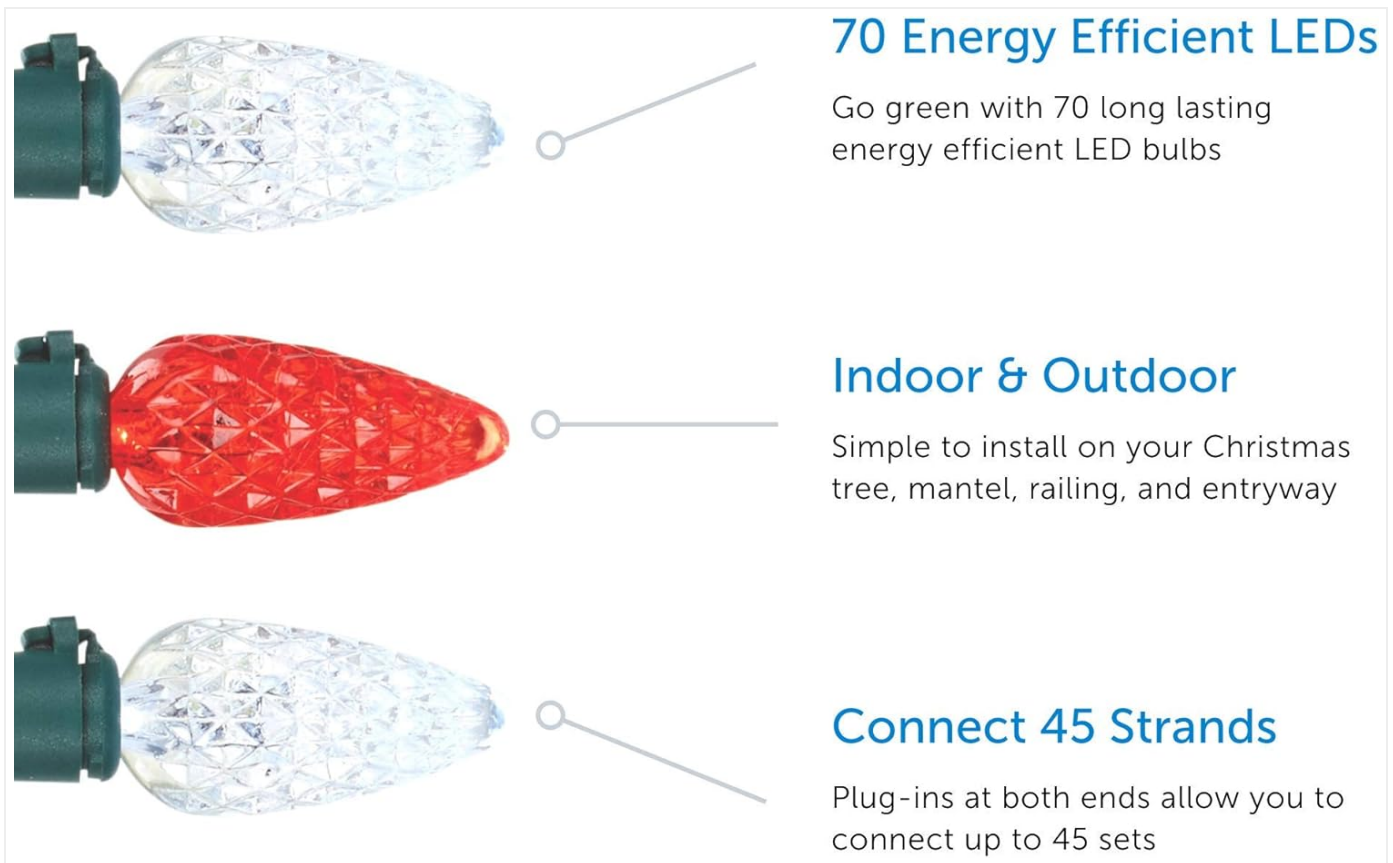 70 Energy Efficient LEDs
Go green with 70 long lasting
energy efficient LED bulbs
Indoor & Outdoor
Simple to install on your Christmas
tree, mantel, railing, and entryway
Connect 45 Strands
Plug-ins at both ends allow you to
connect up to 45 sets